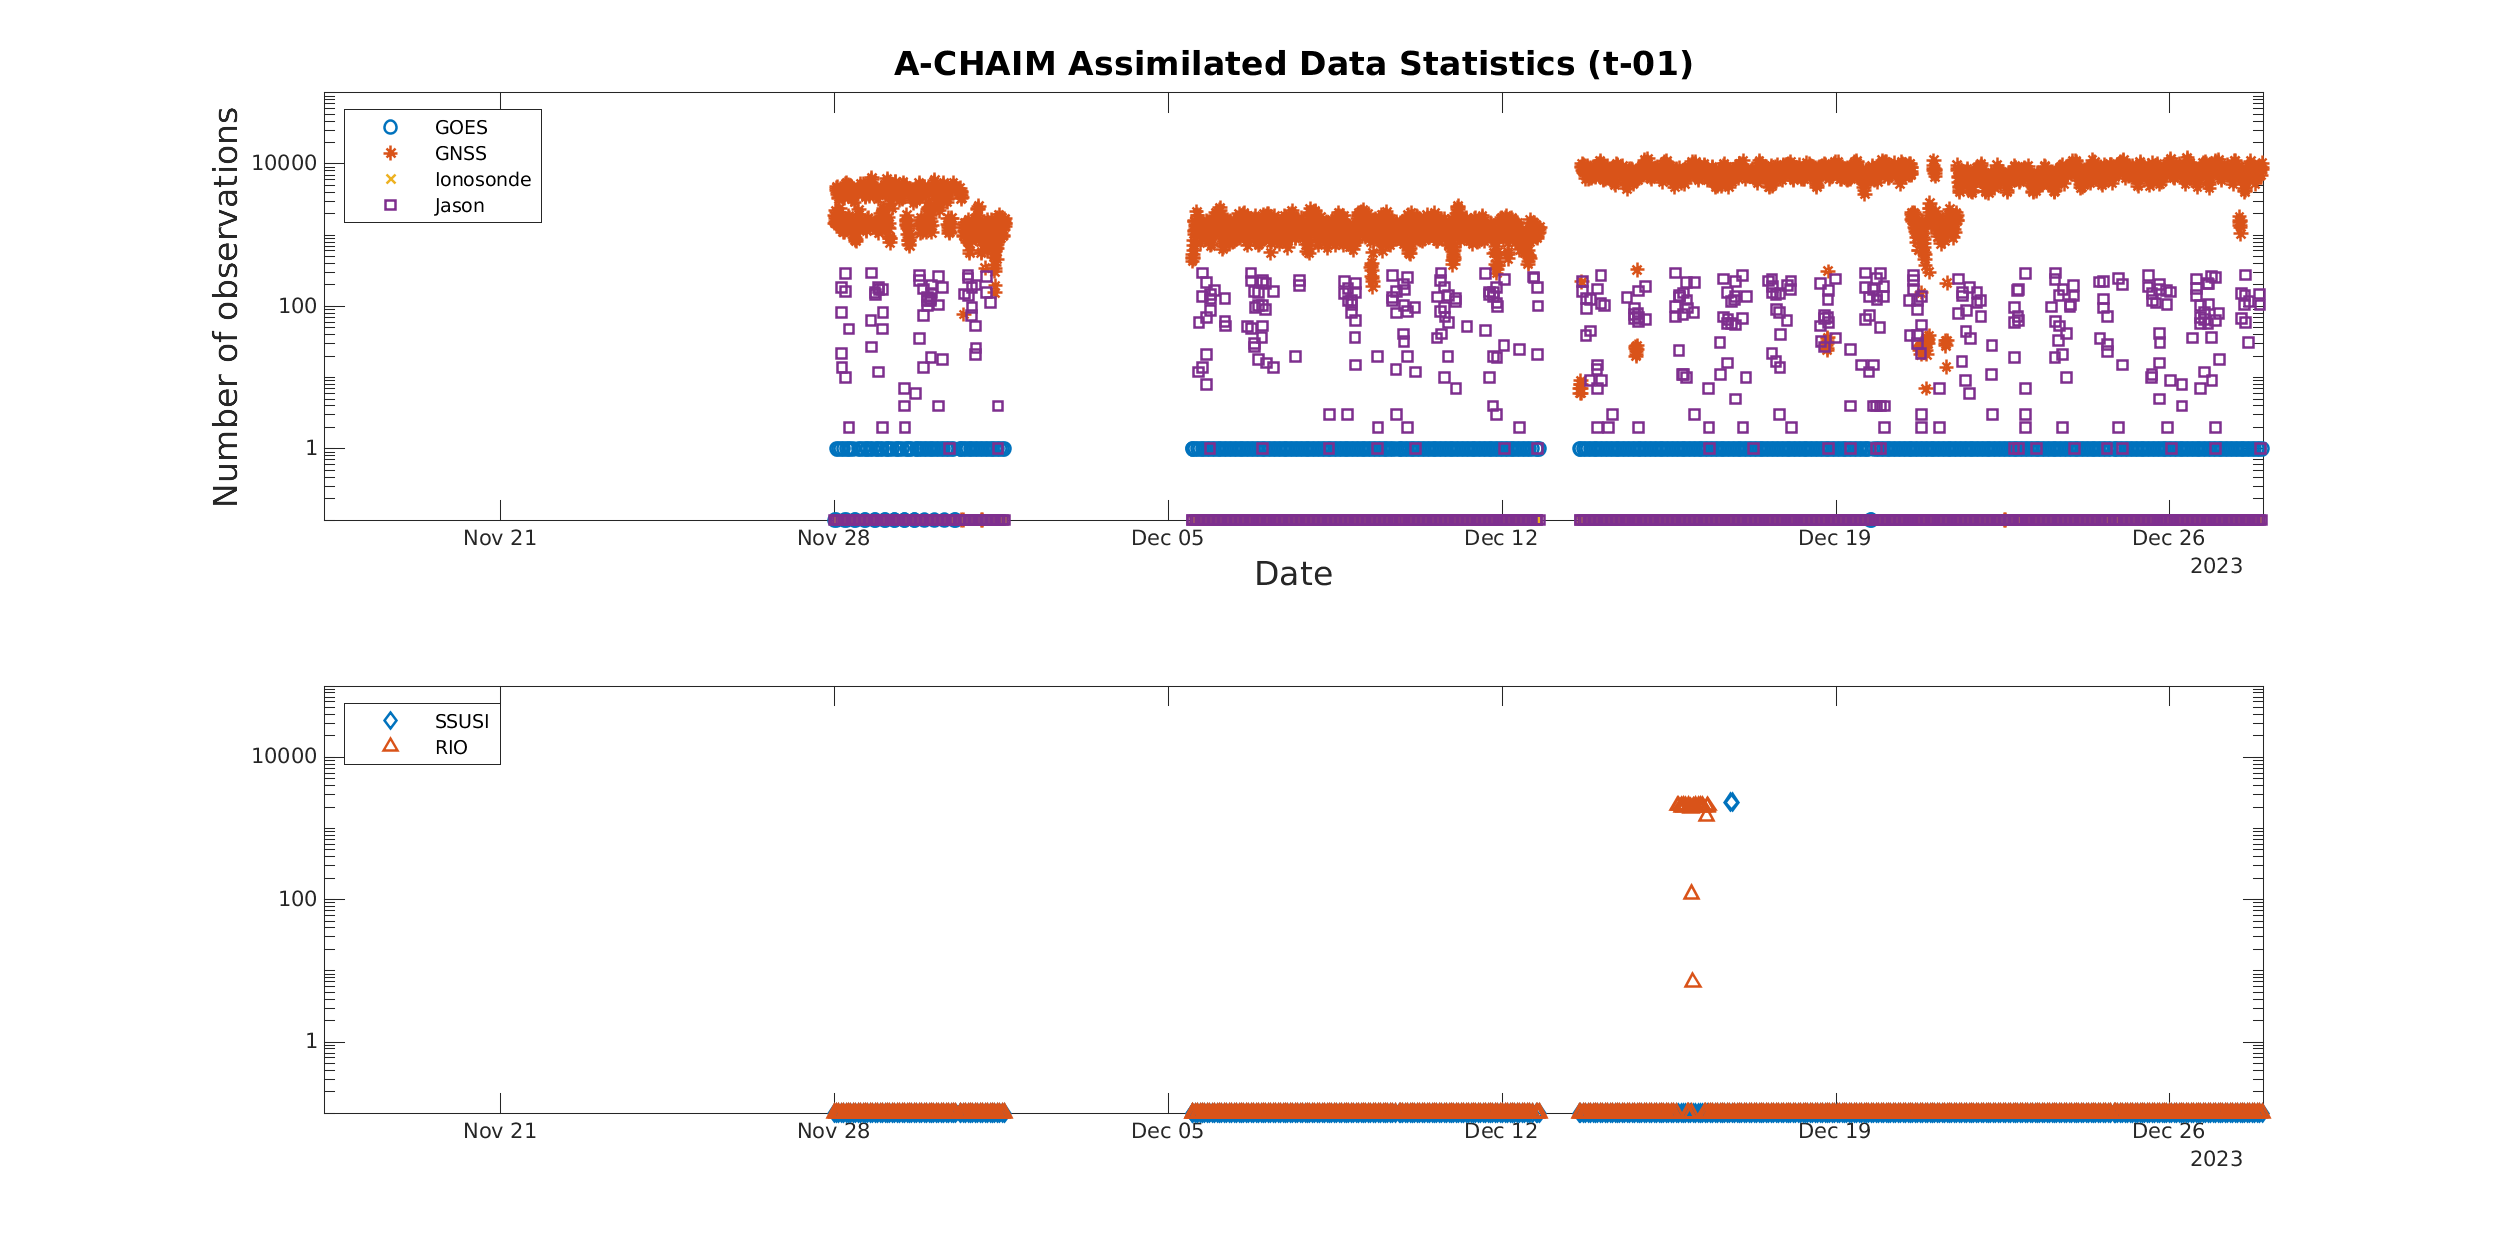 A-CHAIM Assimilated Data Statistics (t-01)
Number of observations
10000
100
1
GOES
GNSS
Ionosonde
Jason
Nov 21
Nov 28
Dec 05
Dec 12
Dec 19
Dec 26
2023
Date
10000
100
1
SSUSI
RIO
Nov 21
Nov 28
Dec 05
Dec 12
Dec 19
Dec 26
2023